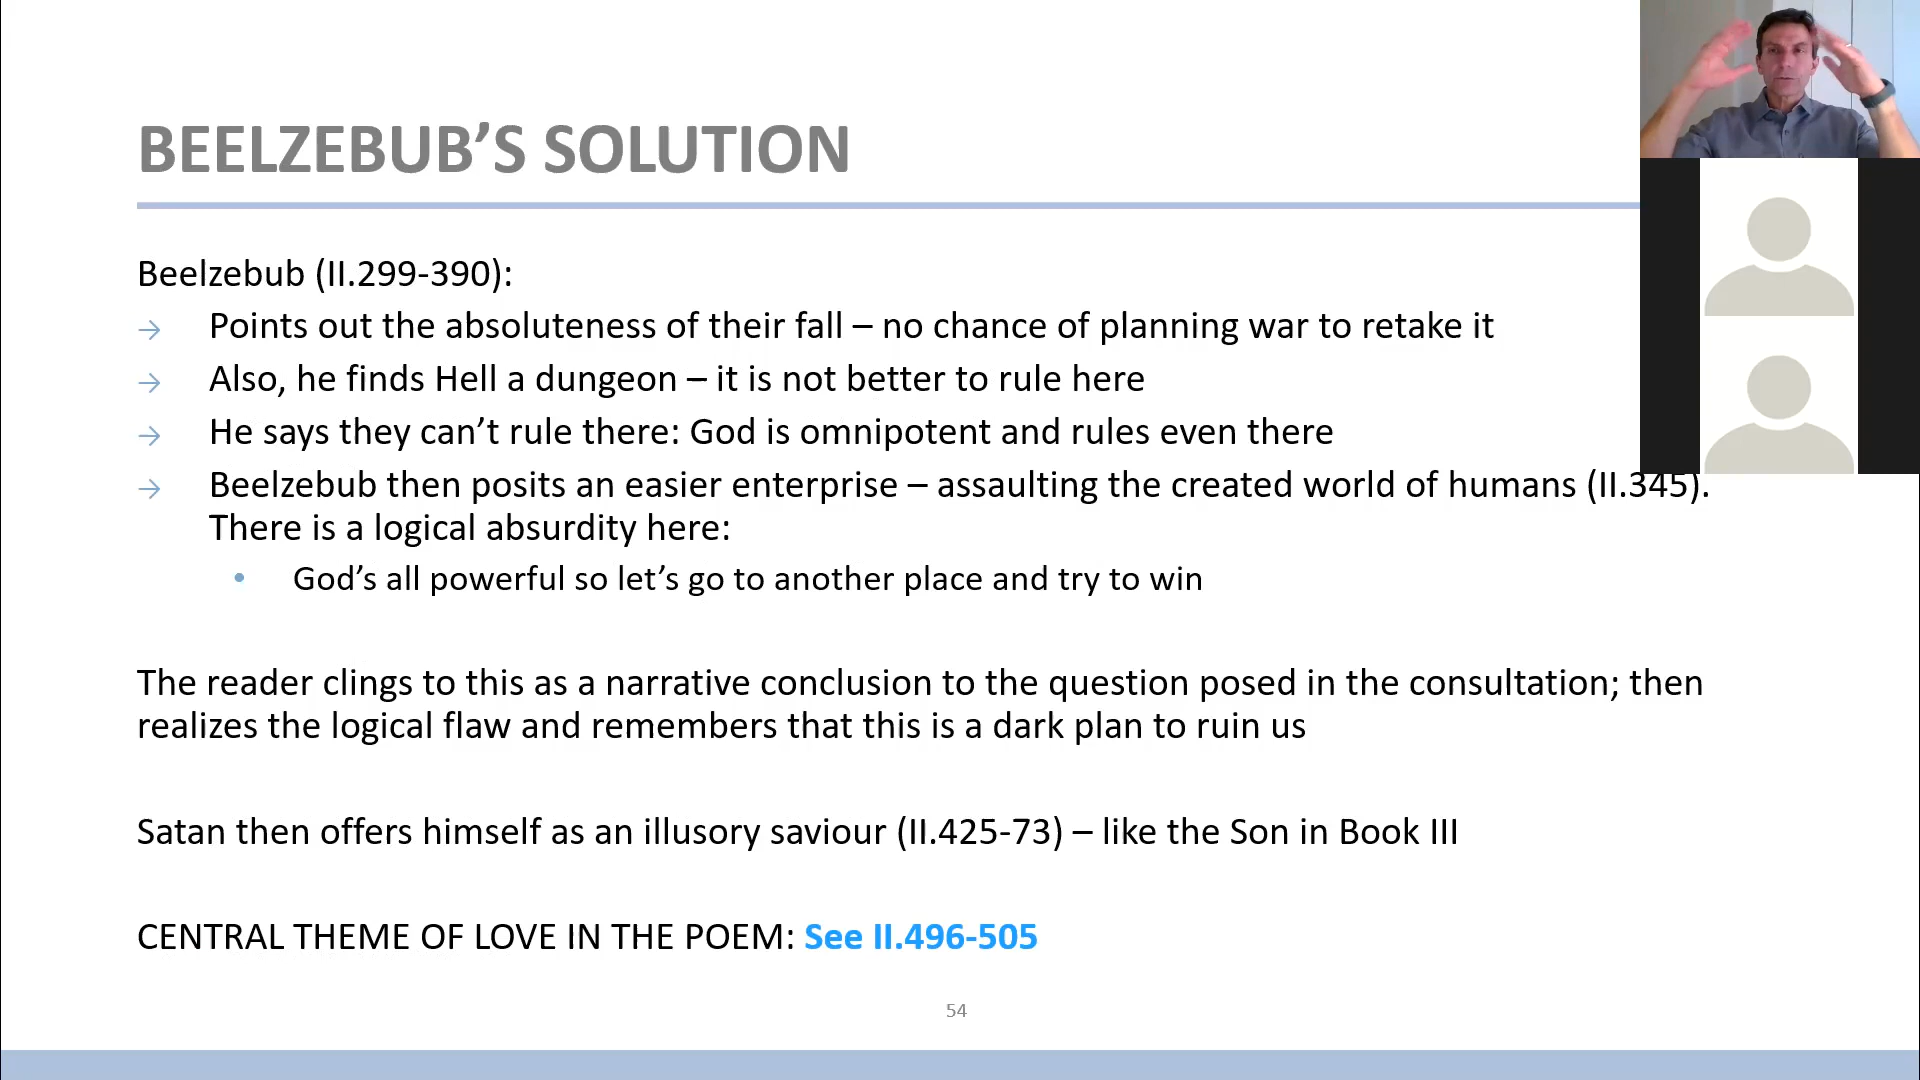 BEELZEBUB’S SOLUTION
Beelzebub (II.299-390):
→ Points out the absoluteness of their fall – no chance of planning war to retake it
→ Also, he finds Hell a dungeon – it is not better to rule here
→ He says they can’t rule there: God is omnipotent and rules even there
→ Beelzebub then posits an easier enterprise – assaulting the created world of humans (II.345).
There is a logical absurdity here:
• God’s all powerful so let’s go to another place and try to win
The reader clings to this as a narrative conclusion to the question posed in the consultation; then
realizes the logical flaw and remembers that this is a dark plan to ruin us
Satan then offers himself as an illusory saviour (II.425-73) – like the Son in Book III
CENTRAL THEME OF LOVE IN THE POEM: See II.496-505
54